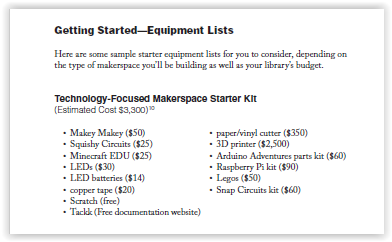 Getting Started—Equipment Lists
Here are some sample starter equipment lists for you to consider, depending on
the type of makerspace you'll be building as well as your library's budget.
Technology-Focused Makerspace Starter Kit
(Estimated Cost $3,300)¹⁰
• Makey Makey ($50)
• Squishy Circuits ($25)
• Minecraft EDU ($25)
• LEDs ($30)
• LED batteries ($14)
• copper tape ($20)
• Scratch (free)
• Tackk (Free documentation website)
• paper/vinyl cutter ($350)
• 3D printer ($2,500)
• Arduino Adventures parts kit ($60)
• Raspberry Pi kit ($90)
• Legos ($50)
• Snap Circuits kit ($60)